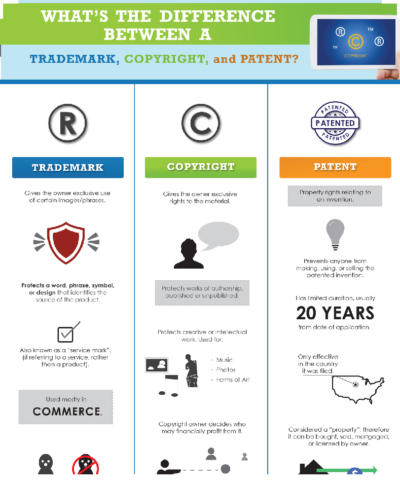 WHAT'S THE DIFFERENCE
BETWEEN A
TRADEMARK, COPYRIGHT, and PATENT?
® ™
©
COPYRIGHT
™ ®
®
TRADEMARK
Gives the owner exclusive use
of certain images/phrases.
Protects a word, phrase, symbol,
or design that identifies the
source of the product.
Also known as a "service mark":
(if referring to a service, rather
than a product).
Used mostly in
COMMERCE.
©
COPYRIGHT
Gives the owner exclusive
rights to the material.
Protects works of authorship,
published or unpublished.
Protects creative or intellectual
work. Used for:
· Music
· Photos
· Forms of Art
Copyright owner decides who
may financially profit from it.
PATENTED
PATENTED
PATENTED
PATENT
Property rights relating to
an invention.
Prevents anyone from
making, using, or selling the
patented invention.
Has limited duration, usually
20 YEARS
from date of application.
Only effective
in the country
it was filed.
Considered a "property": therefore
it can be bought, sold, mortgaged,
or licensed by owner.